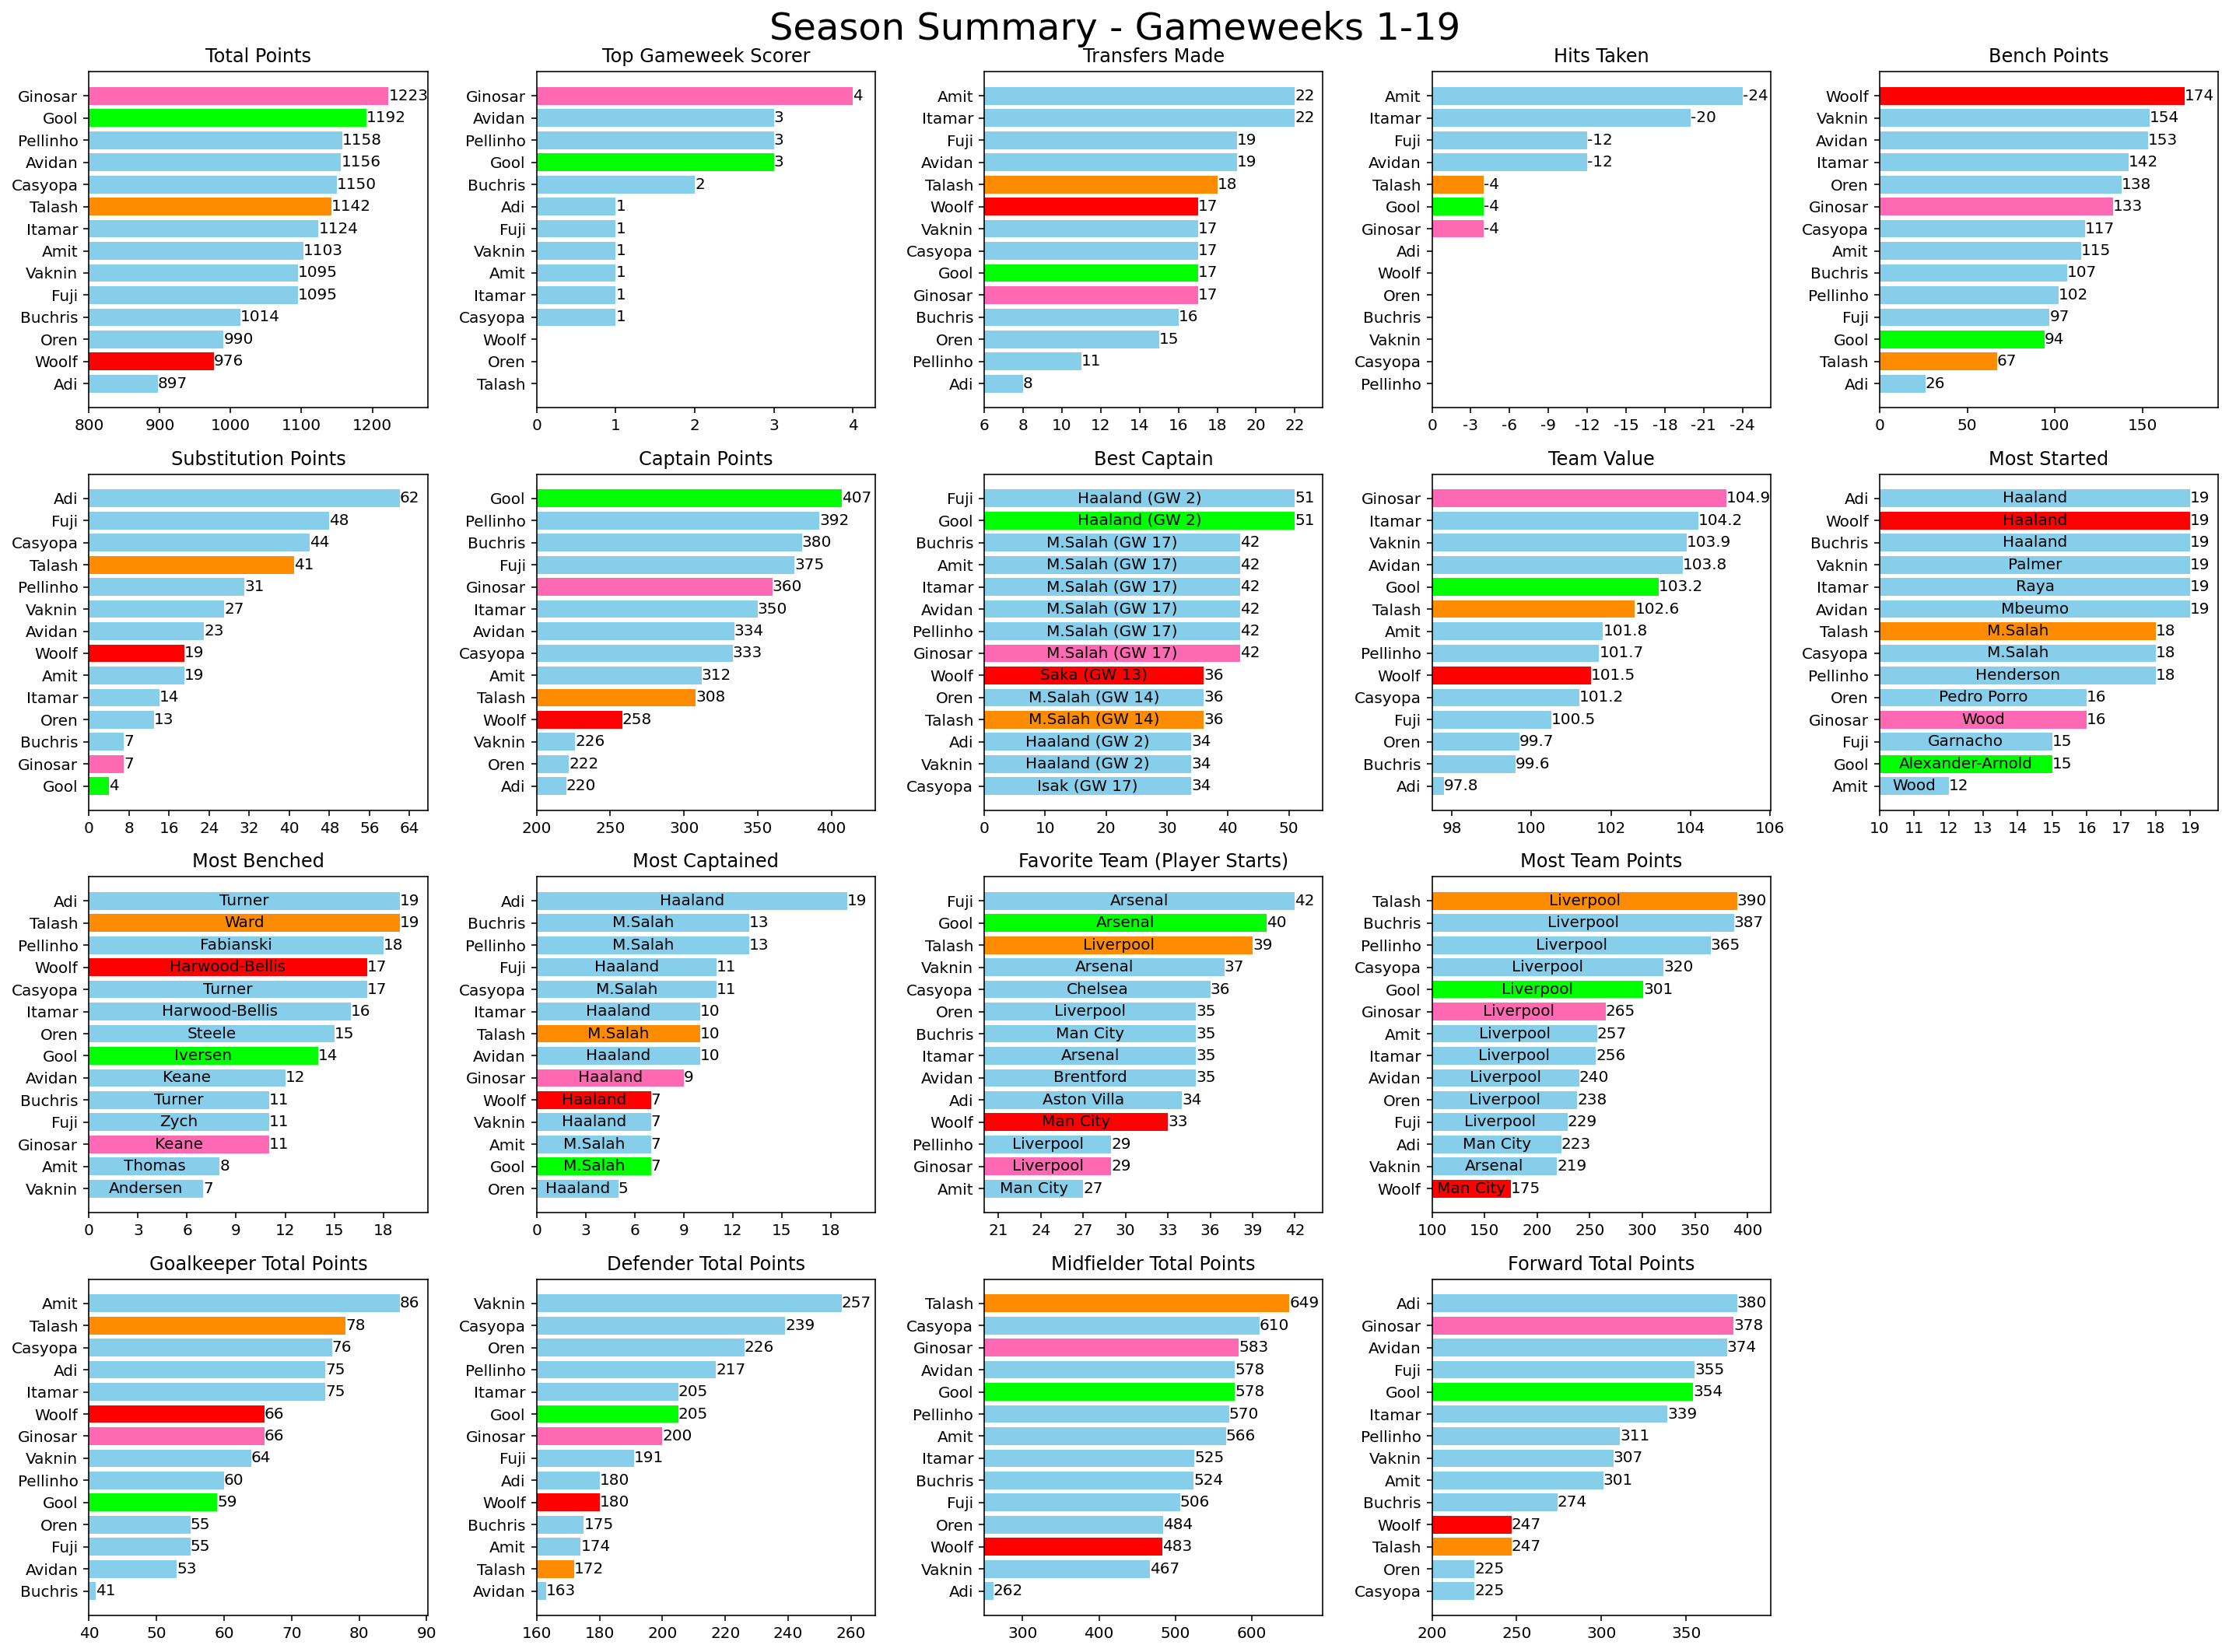 Season Summary - Gameweeks 1-19
Total Points
Ginosar 1223
Gool 1192
Pellinho 1158
Avidan 1156
Casyopa 1150
Talash 1142
Itamar 1124
Amit 1103
Vaknin 1095
Fuji 1095
Buchris 1014
Oren 990
Woolf 976
Adi 897
800 900 1000 1100 1200
Top Gameweek Scorer
Ginosar 4
Avidan 3
Pellinho 3
Gool 3
Buchris 2
Adi 1
Fuji 1
Vaknin 1
Amit 1
Itamar 1
Casyopa 1
Woolf
Oren
Talash
0 1 2 3 4
Transfers Made
Amit 22
Itamar 22
Fuji 19
Avidan 19
Talash 18
Woolf 17
Vaknin 17
Casyopa 17
Gool 17
Ginosar 17
Buchris 16
Oren 15
Pellinho 11
Adi 8
6 8 10 12 14 16 18 20 22
Hits Taken
Amit -24
Itamar -20
Fuji -12
Avidan -12
Talash -4
Gool -4
Ginosar -4
Adi
Woolf
Oren
Buchris
Vaknin
Casyopa
Pellinho
0 -3 -6 -9 -12 -15 -18 -21 -24
Bench Points
Woolf 174
Vaknin 154
Avidan 153
Itamar 142
Oren 138
Ginosar 133
Casyopa 117
Amit 115
Buchris 107
Pellinho 102
Fuji 97
Gool 94
Talash 67
Adi 26
0 50 100 150
Substitution Points
Adi 62
Fuji 48
Casyopa 44
Talash 41
Pellinho 31
Vaknin 27
Avidan 23
Woolf 19
Amit 19
Itamar 14
Oren 13
Buchris 7
Ginosar 7
Gool 4
0 8 16 24 32 40 48 56 64
Captain Points
Gool 407
Pellinho 392
Buchris 380
Fuji 375
Ginosar 360
Itamar 350
Avidan 334
Casyopa 333
Amit 312
Talash 308
Woolf 258
Vaknin 226
Oren 222
Adi 220
200 250 300 350 400
Best Captain
Fuji Haaland (GW 2) 51
Gool Haaland (GW 2) 51
Buchris M.Salah (GW 17) 42
Amit M.Salah (GW 17) 42
Itamar M.Salah (GW 17) 42
Avidan M.Salah (GW 17) 42
Pellinho M.Salah (GW 17) 42
Ginosar M.Salah (GW 17) 42
Woolf Saka (GW 13) 36
Oren M.Salah (GW 14) 36
Talash M.Salah (GW 14) 36
Adi Haaland (GW 2) 34
Vaknin Haaland (GW 2) 34
Casyopa Isak (GW 17) 34
0 10 20 30 40 50
Team Value
Ginosar 104.9
Itamar 104.2
Vaknin 103.9
Avidan 103.8
Gool 103.2
Talash 102.6
Amit 101.8
Pellinho 101.7
Woolf 101.5
Casyopa 101.2
Fuji 100.5
Oren 99.7
Buchris 99.6
Adi 97.8
98 100 102 104 106
Most Started
Adi Haaland 19
Woolf Haaland 19
Buchris Haaland 19
Vaknin Palmer 19
Itamar Raya 19
Avidan Mbeumo 19
Talash M.Salah 18
Casyopa M.Salah 18
Pellinho Henderson 18
Oren Pedro Porro 16
Ginosar Wood 16
Fuji Garnacho 15
Gool Alexander-Arnold 15
Amit Wood 12
10 11 12 13 14 15 16 17 18 19
Most Benched
Adi Turner 19
Talash Ward 19
Pellinho Fabianski 18
Woolf Harwood-Bellis 17
Casyopa Turner 17
Itamar Harwood-Bellis 16
Oren Steele 15
Gool Iversen 14
Avidan Keane 12
Buchris Turner 11
Fuji Zych 11
Ginosar Keane 11
Amit Thomas 8
Vaknin Andersen 7
0 3 6 9 12 15 18
Most Captained
Adi Haaland 19
Buchris M.Salah 13
Pellinho M.Salah 13
Fuji Haaland 11
Casyopa M.Salah 11
Itamar Haaland 10
Talash M.Salah 10
Avidan Haaland 10
Ginosar Haaland 9
Woolf Haaland 7
Vaknin Haaland 7
Amit M.Salah 7
Gool M.Salah 7
Oren Haaland 5
0 3 6 9 12 15 18
Favorite Team (Player Starts)
Fuji Arsenal 42
Gool Arsenal 40
Talash Liverpool 39
Vaknin Arsenal 37
Casyopa Chelsea 36
Oren Liverpool 35
Buchris Man City 35
Itamar Arsenal 35
Avidan Brentford 35
Adi Aston Villa 34
Woolf Man City 33
Pellinho Liverpool 29
Ginosar Liverpool 29
Amit Man City 27
21 24 27 30 33 36 39 42
Most Team Points
Talash Liverpool 390
Buchris Liverpool 387
Pellinho Liverpool 365
Casyopa Liverpool 320
Gool Liverpool 301
Ginosar Liverpool 265
Amit Liverpool 257
Itamar Liverpool 256
Avidan Liverpool 240
Oren Liverpool 238
Fuji Liverpool 229
Adi Man City 223
Vaknin Arsenal 219
Woolf Man City 175
100 150 200 250 300 350 400
Goalkeeper Total Points
Amit 86
Talash 78
Casyopa 76
Adi 75
Itamar 75
Woolf 66
Ginosar 66
Vaknin 64
Pellinho 60
Gool 59
Oren 55
Fuji 55
Avidan 53
Buchris 41
40 50 60 70 80 90
Defender Total Points
Vaknin 257
Casyopa 239
Oren 226
Pellinho 217
Itamar 205
Gool 205
Ginosar 200
Fuji 191
Adi 180
Woolf 180
Buchris 175
Amit 174
Talash 172
Avidan 163
160 180 200 220 240 260
Midfielder Total Points
Talash 649
Casyopa 610
Ginosar 583
Avidan 578
Gool 578
Pellinho 570
Amit 566
Itamar 525
Buchris 524
Fuji 506
Oren 484
Woolf 483
Vaknin 467
Adi 262
300 400 500 600
Forward Total Points
Adi 380
Ginosar 378
Avidan 374
Fuji 355
Gool 354
Itamar 339
Pellinho 311
Vaknin 307
Amit 301
Buchris 274
Woolf 247
Talash 247
Oren 225
Casyopa 225
200 250 300 350